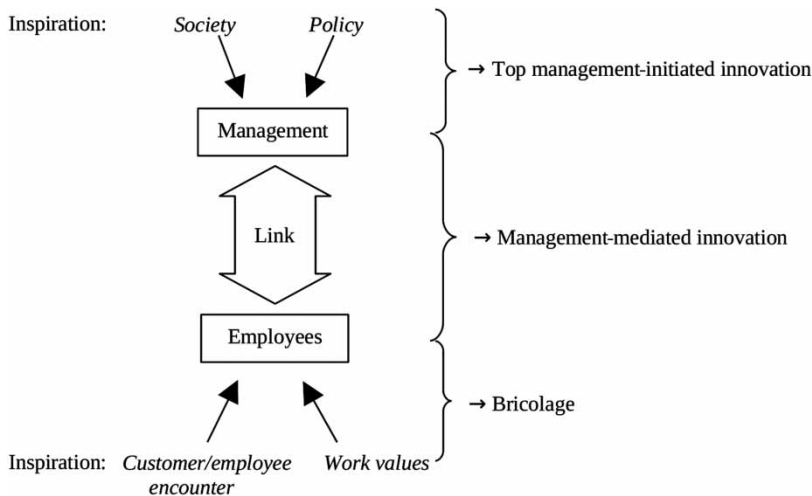 Inspiration: Society Policy
→ Top management-initiated innovation
Management
Link
→ Management-mediated innovation
Employees
→ Bricolage
Inspiration: Customer/employee Work values
encounter